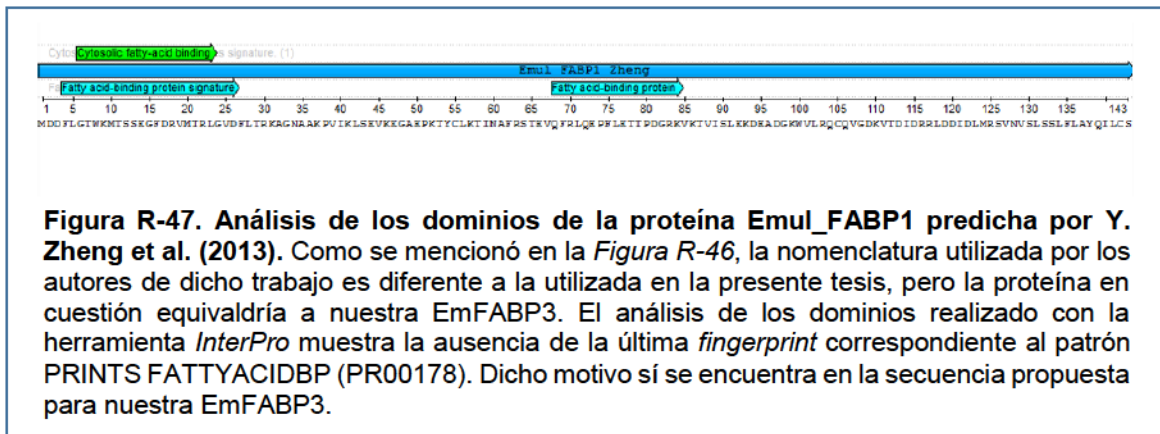 Cytos Cytosolic fatty-acid binding s signature. (1)
Emul FABP1 Zheng
Fa Fatty acid-binding protein signature Fatty acid-binding protein
1 5 10 15 20 25 30 35 40 45 50 55 60 65 70 75 80 85 90 95 100 105 110 115 120 125 130 135 143
MDDFLGTWKMTSSEGFDRVMTRLGVDFLTRKAGNAAKPVIKLSEVKEGAEPKTYCLKTINAFRSTEVQFRLQEPFLETTPDGRKVKTVISLEKDEADGKWVLRQCQVGDKVTDIDRRLDDIDLMRSVNVSLSSLFLAYQILCS
Figura R-47. Análisis de los dominios de la proteína Emul_FABP1 predicha por Y.
Zheng et al. (2013). Como se mencionó en la Figura R-46, la nomenclatura utilizada por los
autores de dicho trabajo es diferente a la utilizada en la presente tesis, pero la proteína en
cuestión equivaldría a nuestra EmFABP3. El análisis de los dominios realizado con la
herramienta InterPro muestra la ausencia de la última fingerprint correspondiente al patrón
PRINTS FATTYACIDBP (PR00178). Dicho motivo sí se encuentra en la secuencia propuesta
para nuestra EmFABP3.